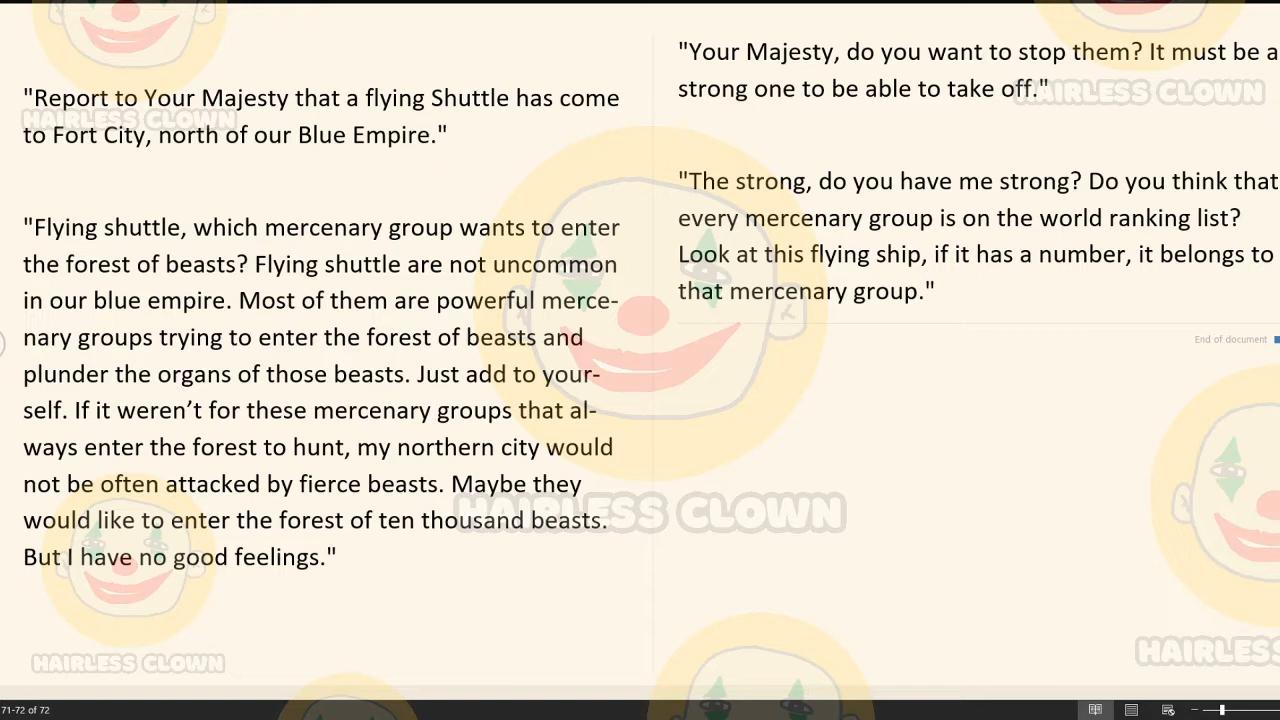 "Report to Your Majesty that a flying Shuttle has come
to Fort City, north of our Blue Empire."
"Flying shuttle, which mercenary group wants to enter
the forest of beasts? Flying shuttle are not uncommon
in our blue empire. Most of them are powerful merce-
nary groups trying to enter the forest of beasts and
plunder the organs of those beasts. Just add to your-
self. If it weren’t for these mercenary groups that al-
ways enter the forest to hunt, my northern city would
not be often attacked by fierce beasts. Maybe they
would like to enter the forest of ten thousand beasts.
But I have no good feelings."
"Your Majesty, do you want to stop them? It must be a
strong one to be able to take off."
"The strong, do you have me strong? Do you think that
every mercenary group is on the world ranking list?
Look at this flying ship, if it has a number, it belongs to
that mercenary group."
End of document
HAIRLESS CLOWN
HAIRLESS CLOWN
HAIRLESS CLOWN
HAIRLESS CLOWN
HAIRLESS
71-72 of 72